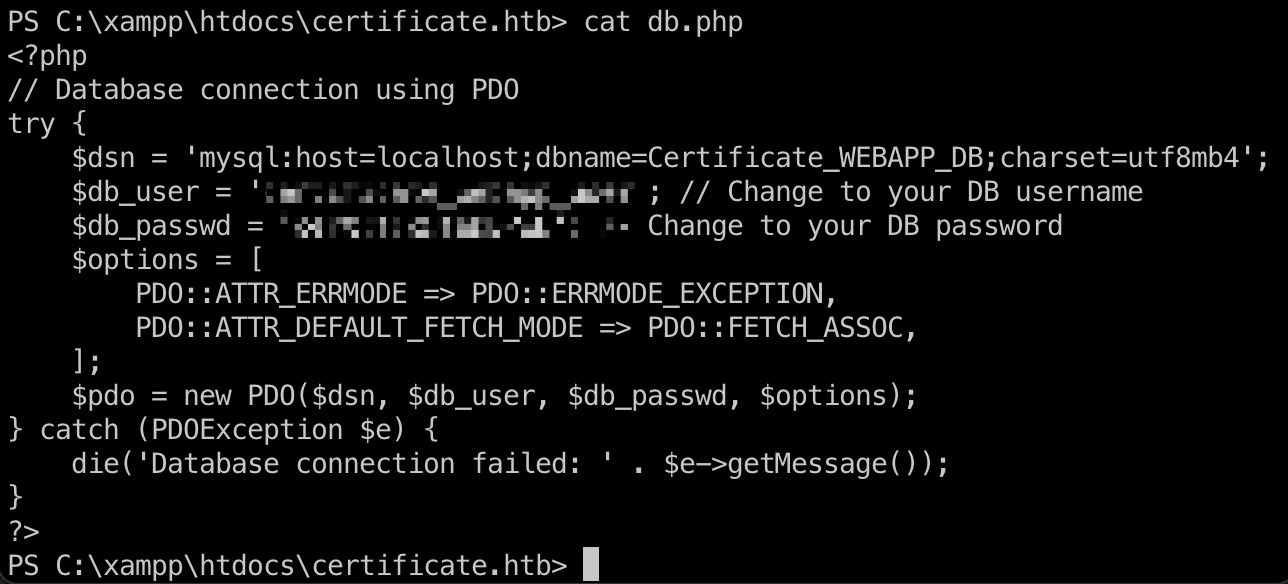 PS C:\xampp\htdocs\certificate.htb> cat db.php
<?php
// Database connection using PDO
try {
    $dsn = 'mysql:host=localhost;dbname=Certificate_WEBAPP_DB;charset=utf8mb4';
    $db_user = ' ; // Change to your DB username
    $db_passwd = Change to your DB password
    $options = [
        PDO::ATTR_ERRMODE => PDO::ERRMODE_EXCEPTION,
        PDO::ATTR_DEFAULT_FETCH_MODE => PDO::FETCH_ASSOC,
    ];
    $pdo = new PDO($dsn, $db_user, $db_passwd, $options);
} catch (PDOException $e) {
    die('Database connection failed: ' . $e->getMessage());
}
?>
PS C:\xampp\htdocs\certificate.htb>